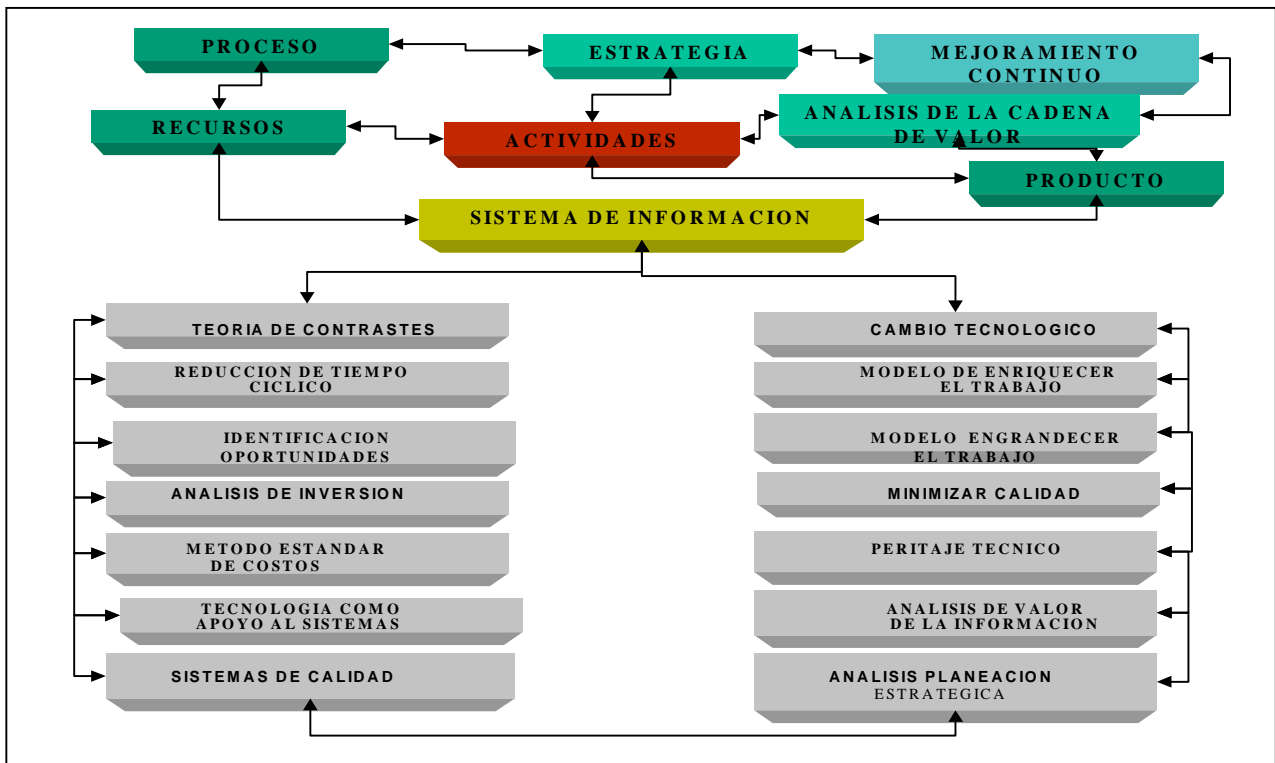 PROCESO
ESTRATEGIA
MEJORAMIENTO
CONTINUO
RECURSOS
ACTIVIDADES
ANALISIS DE LA CADENA
DE VALOR
PRODUCTO
SISTEMA DE INFORMACION
TEORIA DE CONTRASTES
REDUCCION DE TIEMPO
CICLICO
IDENTIFICACION
OPORTUNIDADES
ANALISIS DE INVERSION
METODO ESTANDAR
DE COSTOS
TECNOLOGIA COMO
APOYO AL SISTEMAS
SISTEMAS DE CALIDAD
CAMBIO TECNOLOGICO
MODELO DE ENRIQUECER
EL TRABAJO
MODELO ENGRANDECER
EL TRABAJO
MINIMIZAR CALIDAD
PERITAJE TECNICO
ANALISIS DE VALOR
DE LA INFORMACION
ANALISIS PLANEACION
ESTRATEGICA